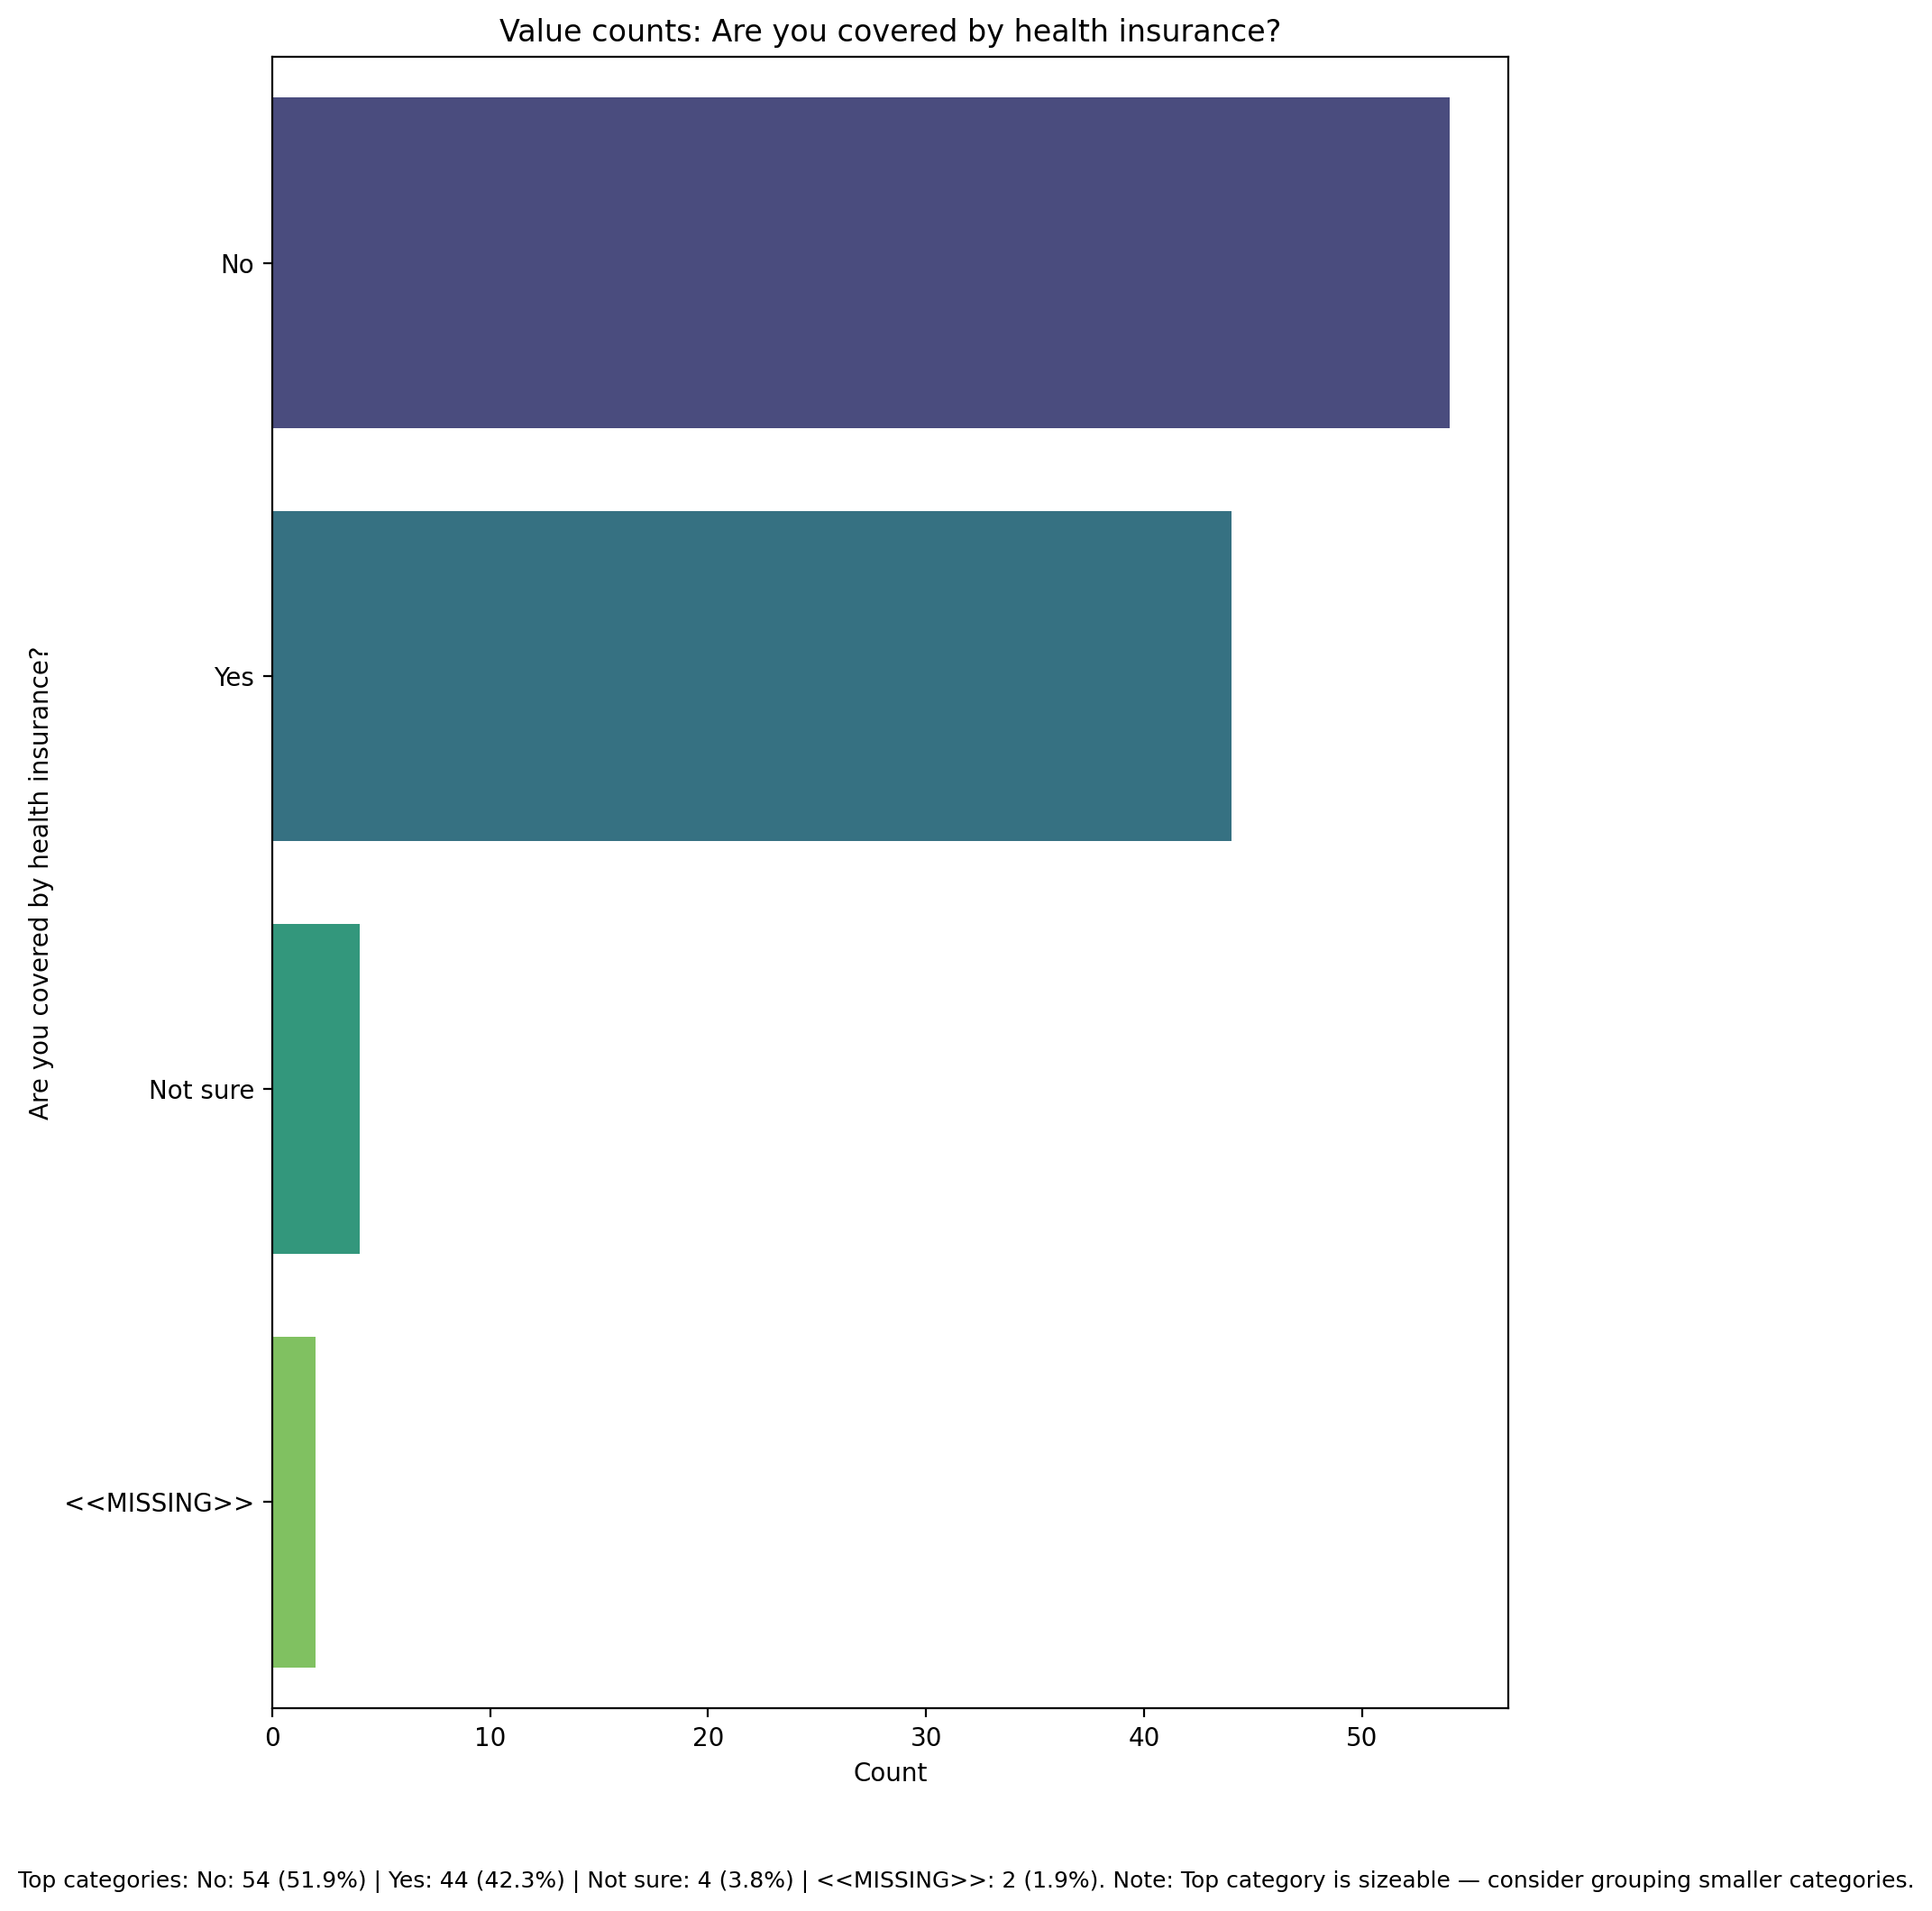 Value counts: Are you covered by health insurance?
Are you covered by health insurance?
No
Yes
Not sure
<<MISSING>>
0 10 20 30 40 50
Count
Top categories: No: 54 (51.9%) | Yes: 44 (42.3%) | Not sure: 4 (3.8%) | <<MISSING>>: 2 (1.9%). Note: Top category is sizeable — consider grouping smaller categories.